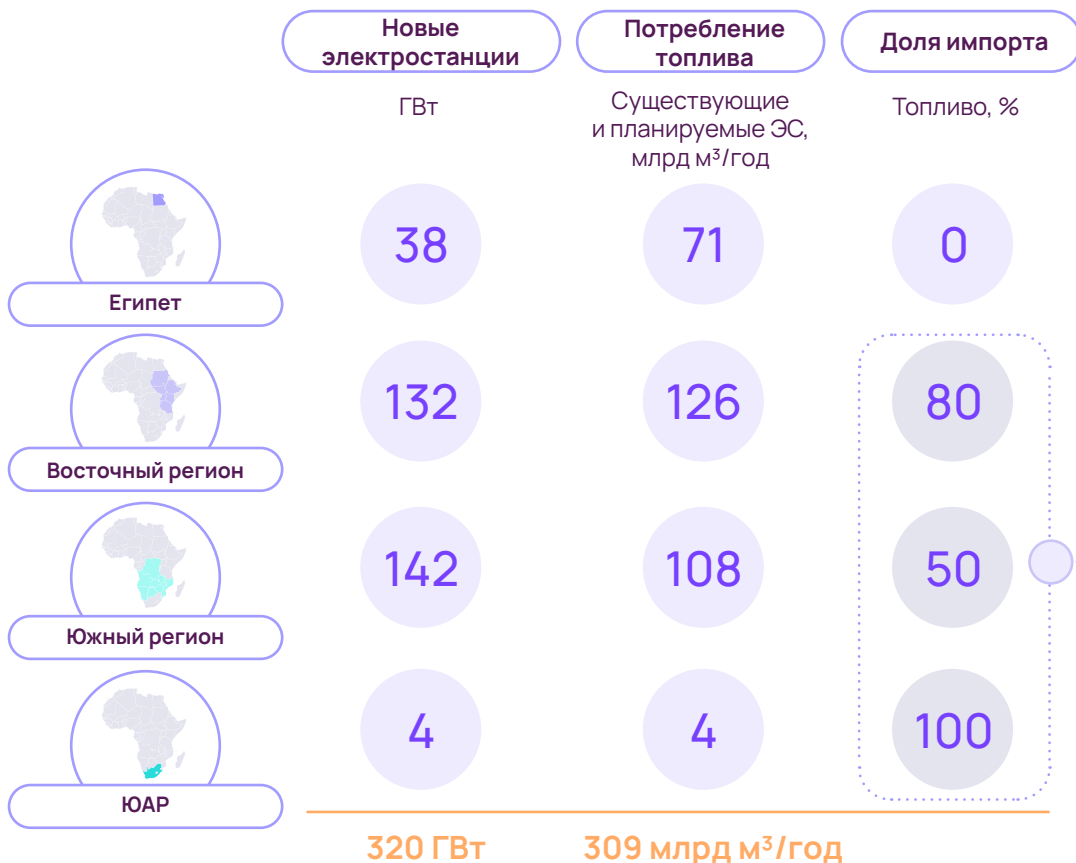 Новые
электростанции
Потребление
топлива
Доля импорта
ГВт
Существующие
и планируемые ЭС,
млрд м³/год
Топливо, %
38
71
0
Египет
132
126
80
Восточный регион
142
108
50
Южный регион
4
4
100
ЮАР
320 ГВт
309 млрд м³/год